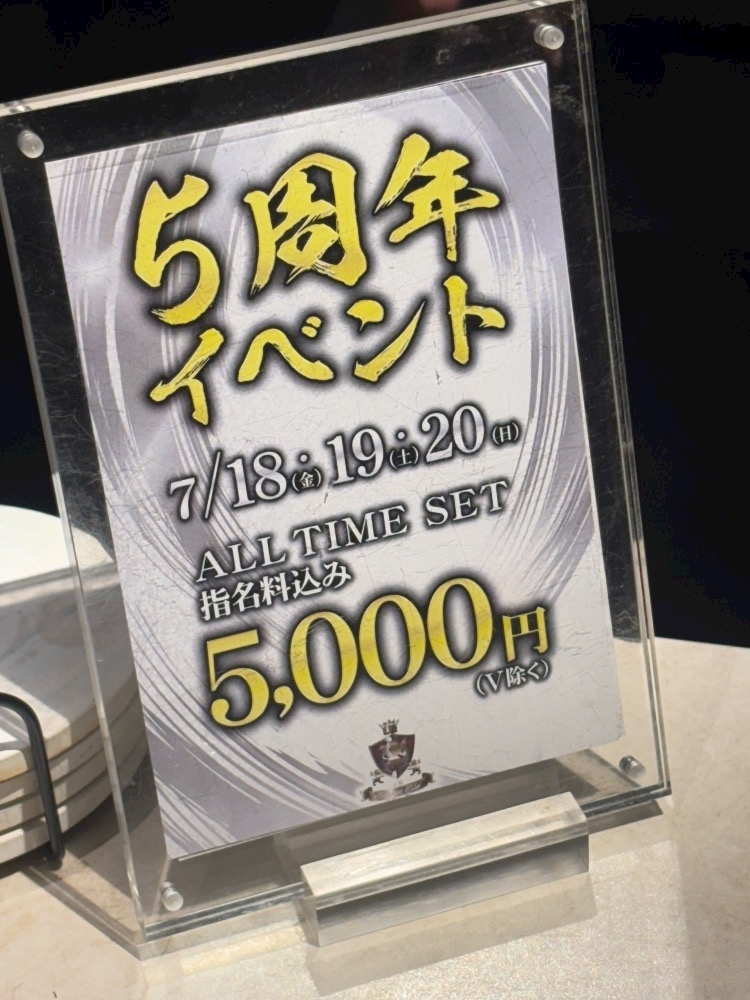 5周年
イベント
7/18(金)・19(土)・20(日)
ALL TIME SET
指名料込み
5,000円
(V除く)